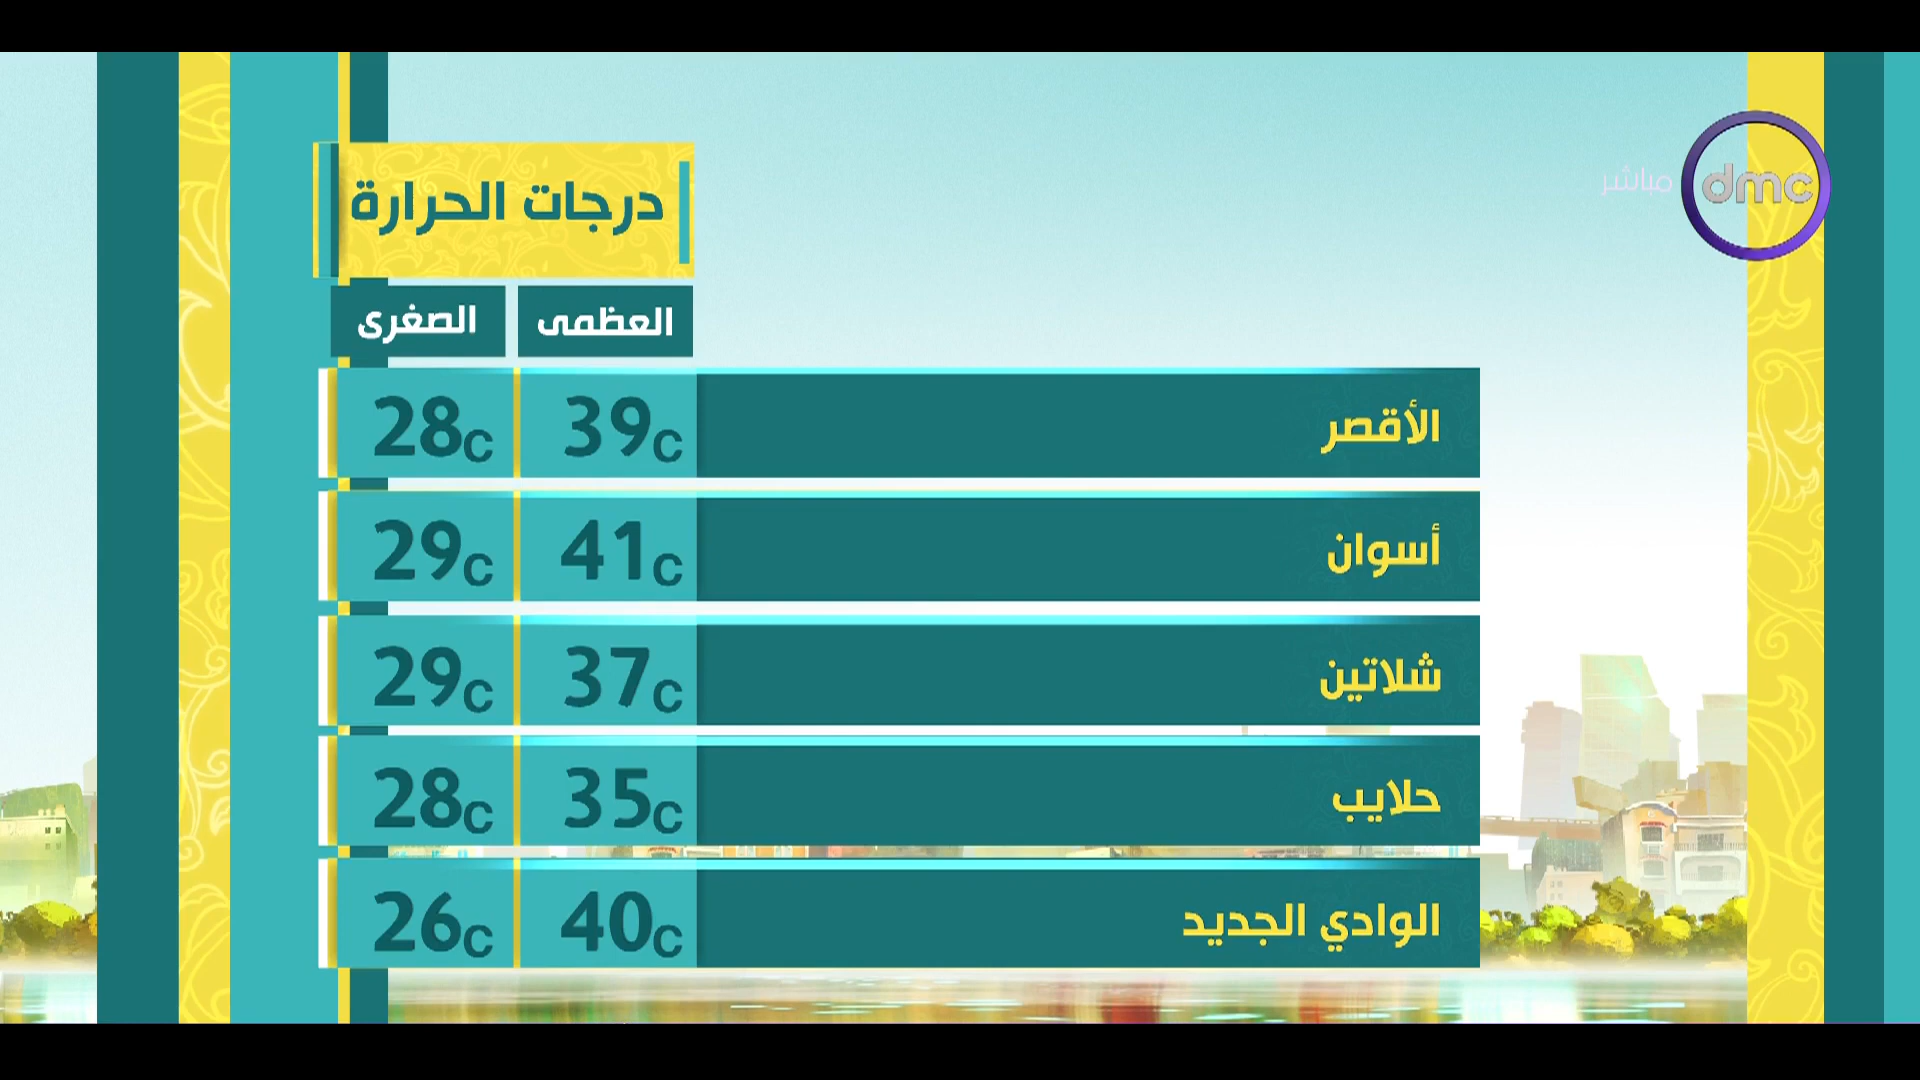 dmc مباشر
درجات الحرارة
العظمى الصغرى
الأقصر 39c 28c
أسوان 41c 29c
شلاتين 37c 29c
حلايب 35c 28c
الوادي الجديد 40c 26c